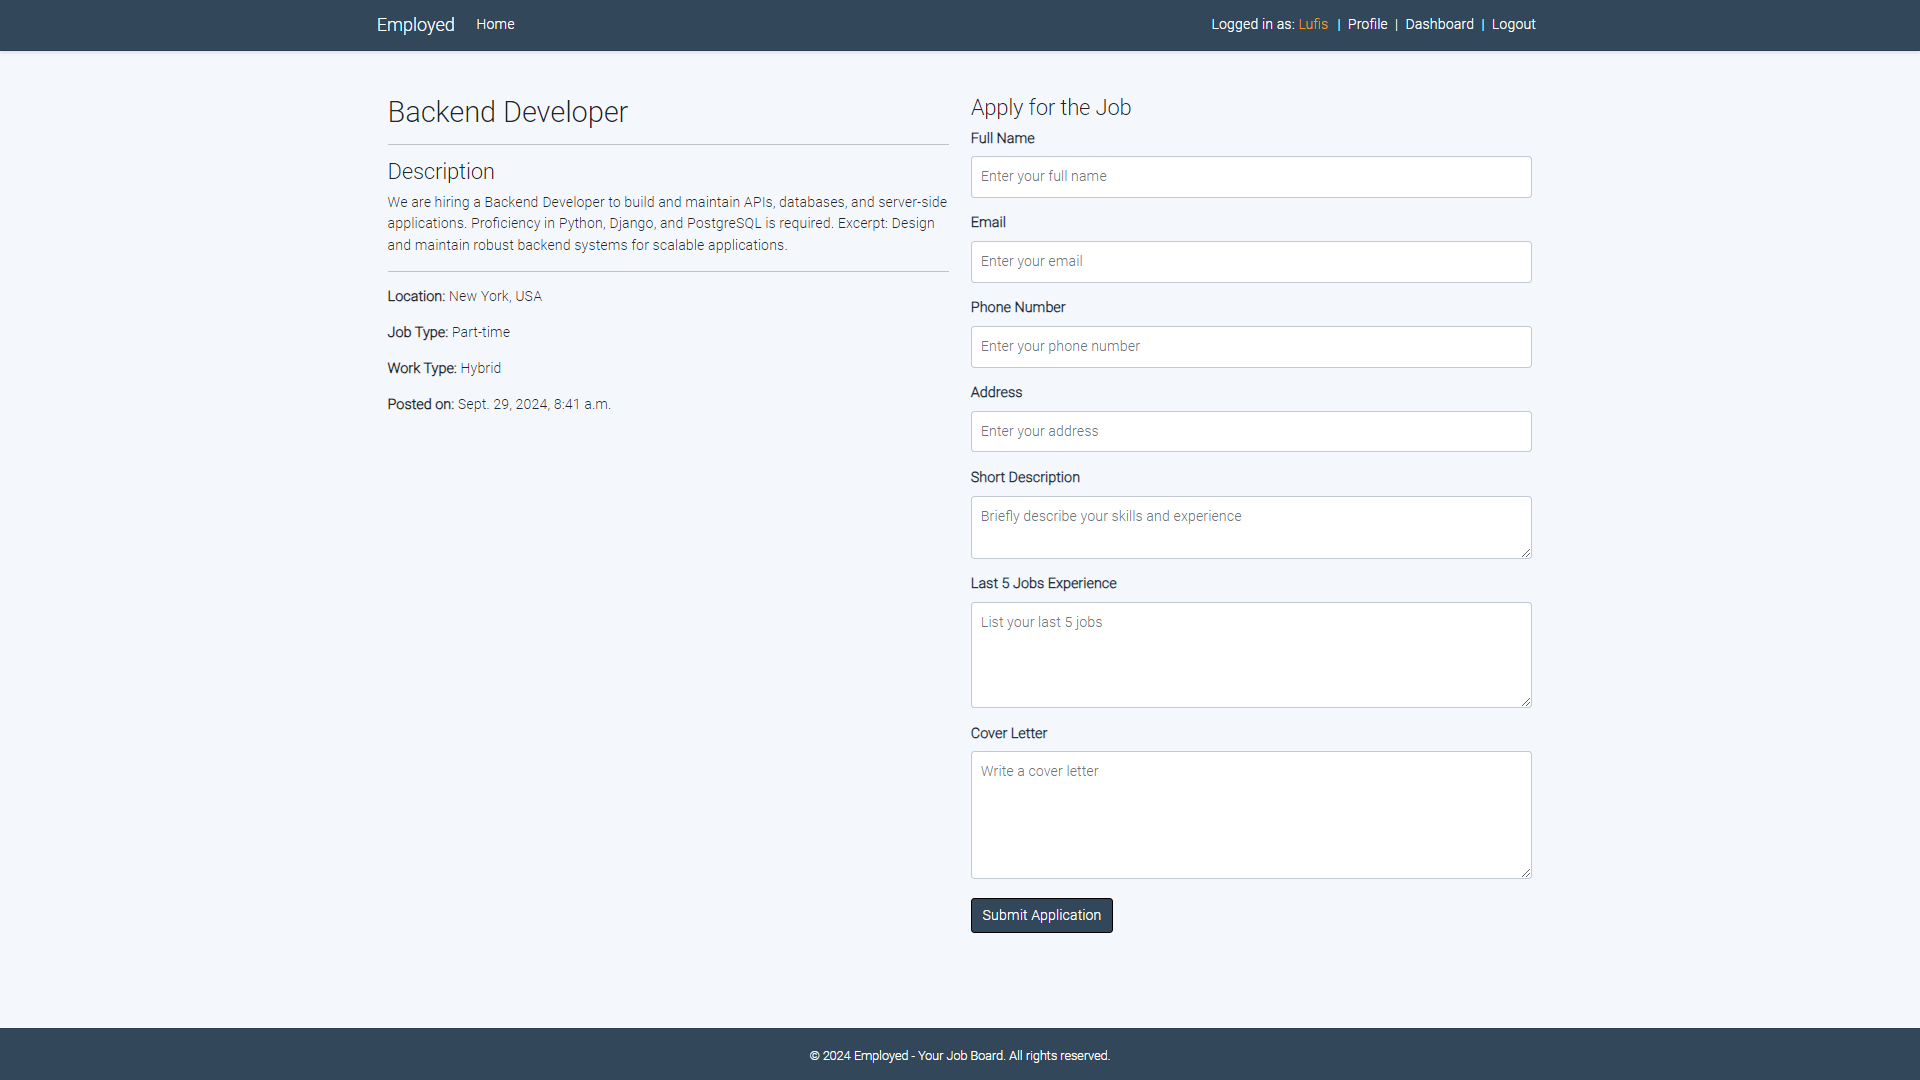 Employed Home Logged in as: Lufis | Profile | Dashboard | Logout
Backend Developer
Description
We are hiring a Backend Developer to build and maintain APIs, databases, and server-side
applications. Proficiency in Python, Django, and PostgreSQL is required. Excerpt: Design
and maintain robust backend systems for scalable applications.
Location: New York, USA
Job Type: Part-time
Work Type: Hybrid
Posted on: Sept. 29, 2024, 8:41 a.m.
Apply for the Job
Full Name
Enter your full name
Email
Enter your email
Phone Number
Enter your phone number
Address
Enter your address
Short Description
Briefly describe your skills and experience
Last 5 Jobs Experience
List your last 5 jobs
Cover Letter
Write a cover letter
Submit Application
© 2024 Employed - Your Job Board. All rights reserved.